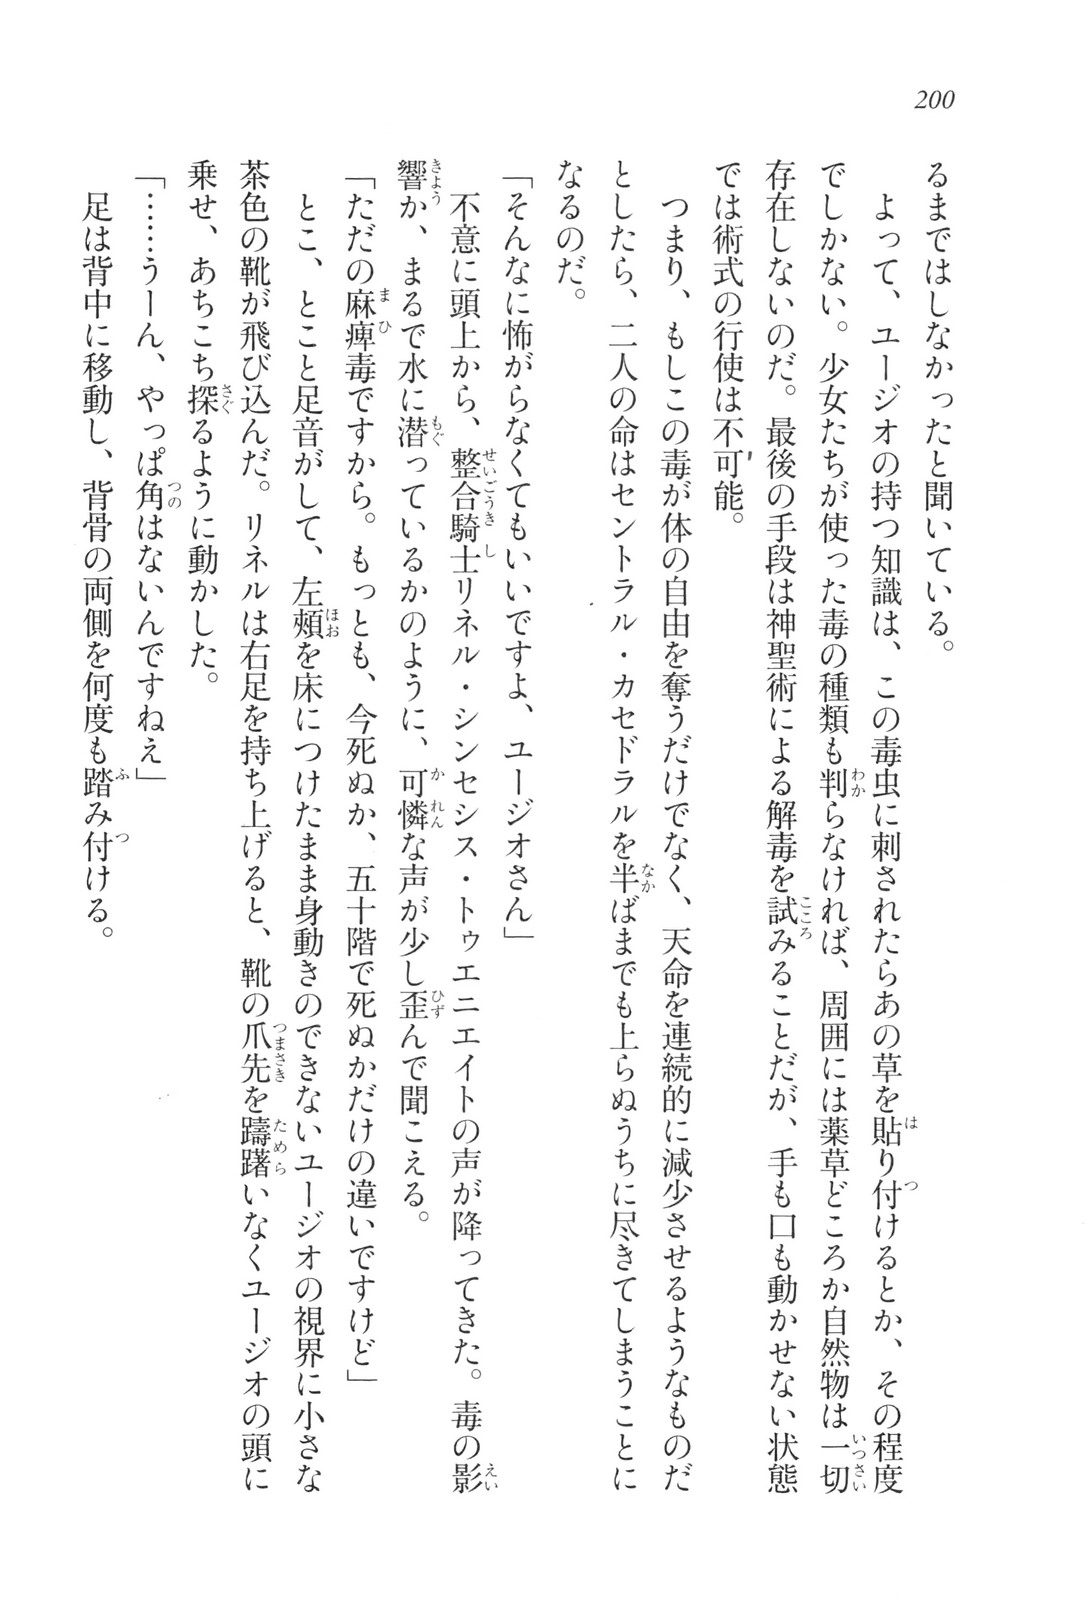 200
るまではしなかったと聞いている。
　よって、ユージオの持つ知識は、この毒虫に刺されたらあの草を貼り付けるとか、その程度
でしかない。少女たちが使った毒の種類も判らなければ、周囲には薬草どころか自然物は一切
存在しないのだ。最後の手段は神聖術による解毒を試みることだが、手も口も動かせない状態
では術式の行使は不可能。
　つまり、もしこの毒が体の自由を奪うだけでなく、天命を連続的に減少させるようなものだ
としたら、二人の命はセントラル・カセドラルを半ばまでも上らぬうちに尽きてしまうことに
なるのだ。
「そんなに怖がらなくてもいいですよ、ユージオさん」
　不意に頭上から、整合騎士リネル・シンセシス・トゥエニエイトの声が降ってきた。毒の影
響か、まるで水に潜っているかのように、可憐な声が少し歪んで聞こえる。
「ただの麻痺毒ですから。もっとも、今死ぬか、五十階で死ぬかだけの違いですけど」
　とこ、とこと足音がして、左頰を床につけたまま身動きのできないユージオの視界に小さな
茶色の靴が飛び込んだ。リネルは右足を持ち上げると、靴の爪先を躊躇いなくユージオの頭に
乗せ、あちこち探るように動かした。
「……うーん、やっぱ角はないんですねえ」
　足は背中に移動し、背骨の両側を何度も踏み付ける。